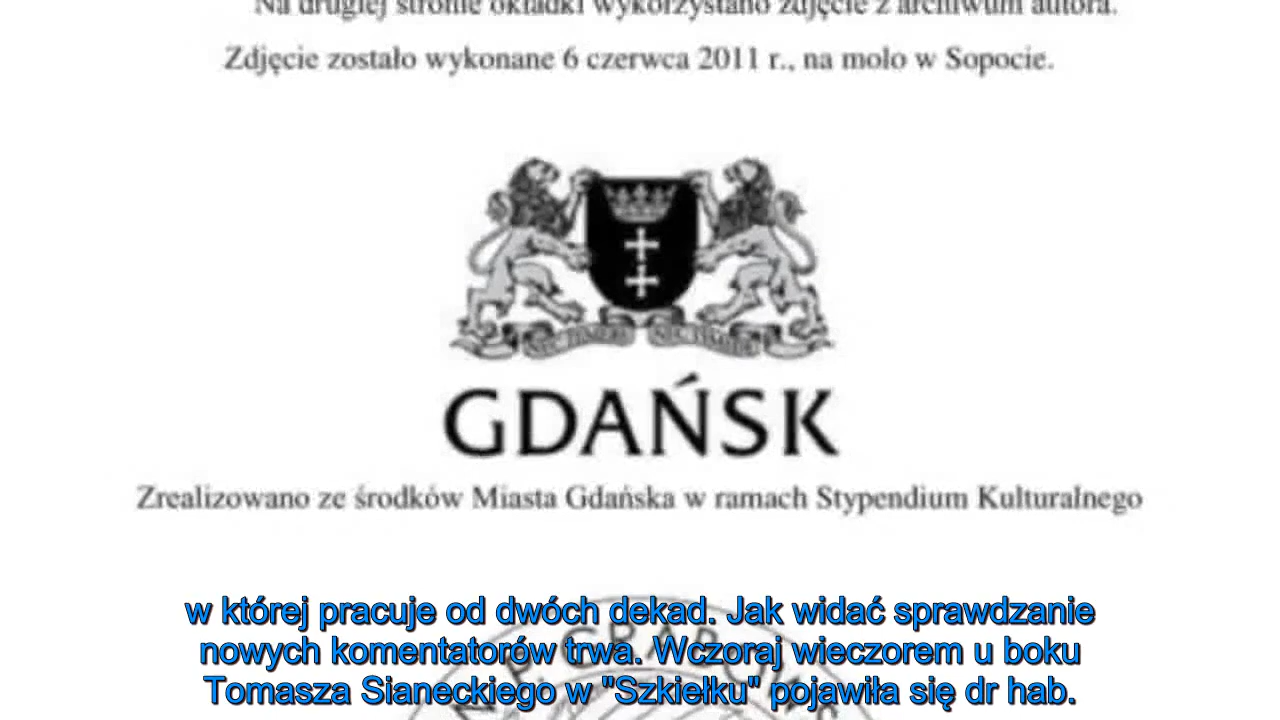 Na drugiej stronie okładki wykorzystano zdjęcie z archiwum autora.
Zdjęcie zostało wykonane 6 czerwca 2011 r., na molo w Sopocie.
GDAŃSK
Zrealizowano ze środków Miasta Gdańska w ramach Stypendium Kulturalnego
w której pracuje od dwóch dekad. Jak widać sprawdzanie
nowych komentatorów trwa. Wczoraj wieczorem u boku
Tomasza Sianeckiego w "Szkiełku" pojawiła się dr hab.